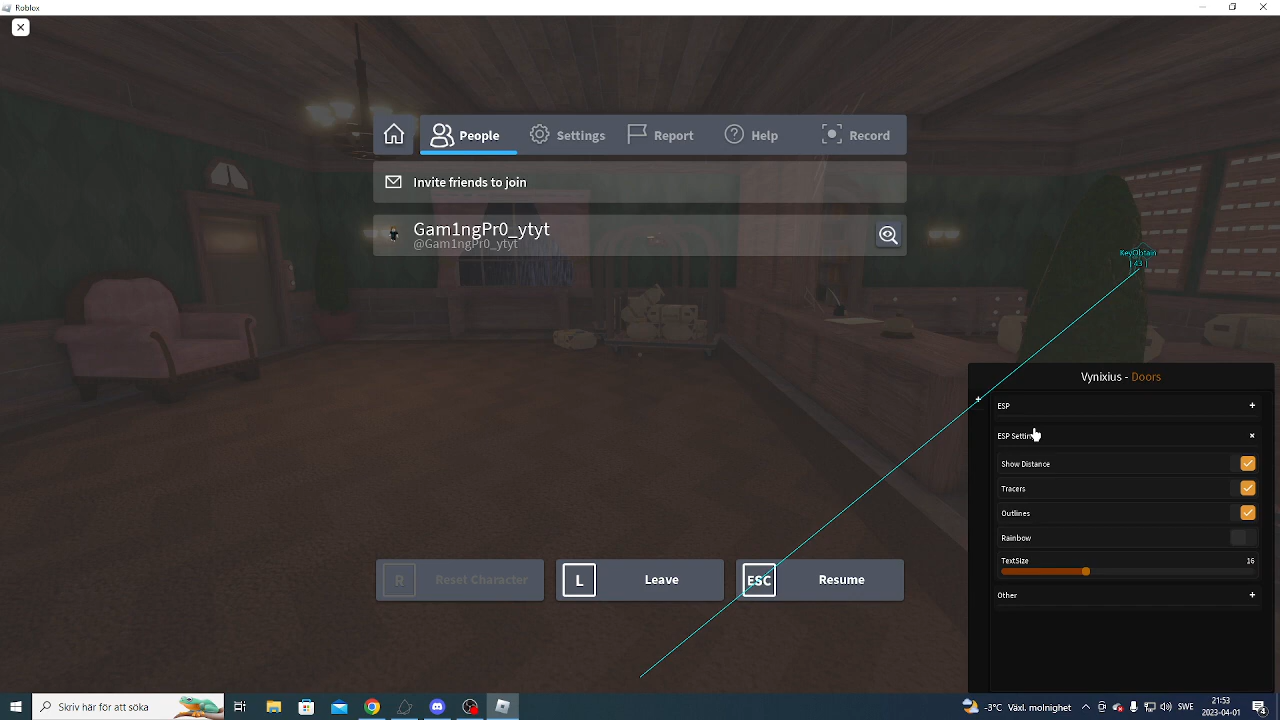 Roblox
People
Settings
Report
Help
Record
Invite friends to join
Gam1ngPr0_ytyt
@Gam1ngPr0_ytyt
KeyObtain
[ 43 ]
Vynixius - Doors
ESP
ESP Settin
Show Distance
Tracers
Outlines
Rainbow
TextSize 16
Other
R Reset Character
L Leave
ESC Resume
Skriv här för att söka
-3°C Växl. molnighet
SWE
21:53
2023-04-01